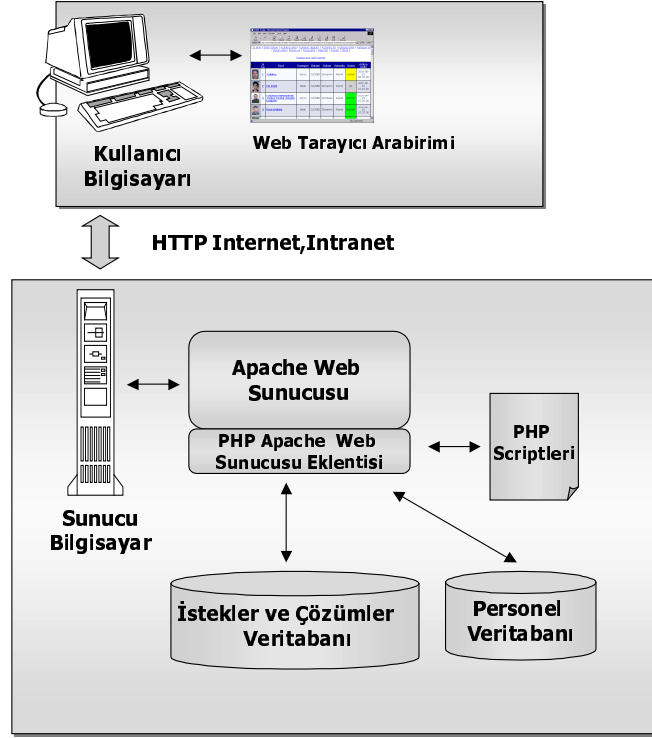 Kullanıcı
Bilgisayarı
Web Tarayıcı Arabirimi
HTTP Internet,Intranet
Apache Web
Sunucusu
PHP Apache Web
Sunucusu Eklentisi
PHP
Scriptleri
Sunucu
Bilgisayar
İstekler ve Çözümler
Veritabanı
Personel
Veritabanı